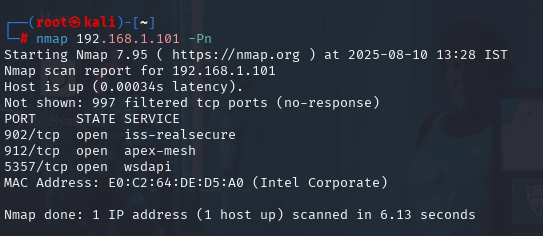 ┌──(root㉿kali)-[~]
└─# nmap 192.168.1.101 -Pn
Starting Nmap 7.95 ( https://nmap.org ) at 2025-08-10 13:28 IST
Nmap scan report for 192.168.1.101
Host is up (0.00034s latency).
Not shown: 997 filtered tcp ports (no-response)
PORT     STATE SERVICE
902/tcp  open  iss-realsecure
912/tcp  open  apex-mesh
5357/tcp open  wsdapi
MAC Address: E0:C2:64:DE:D5:A0 (Intel Corporate)
Nmap done: 1 IP address (1 host up) scanned in 6.13 seconds